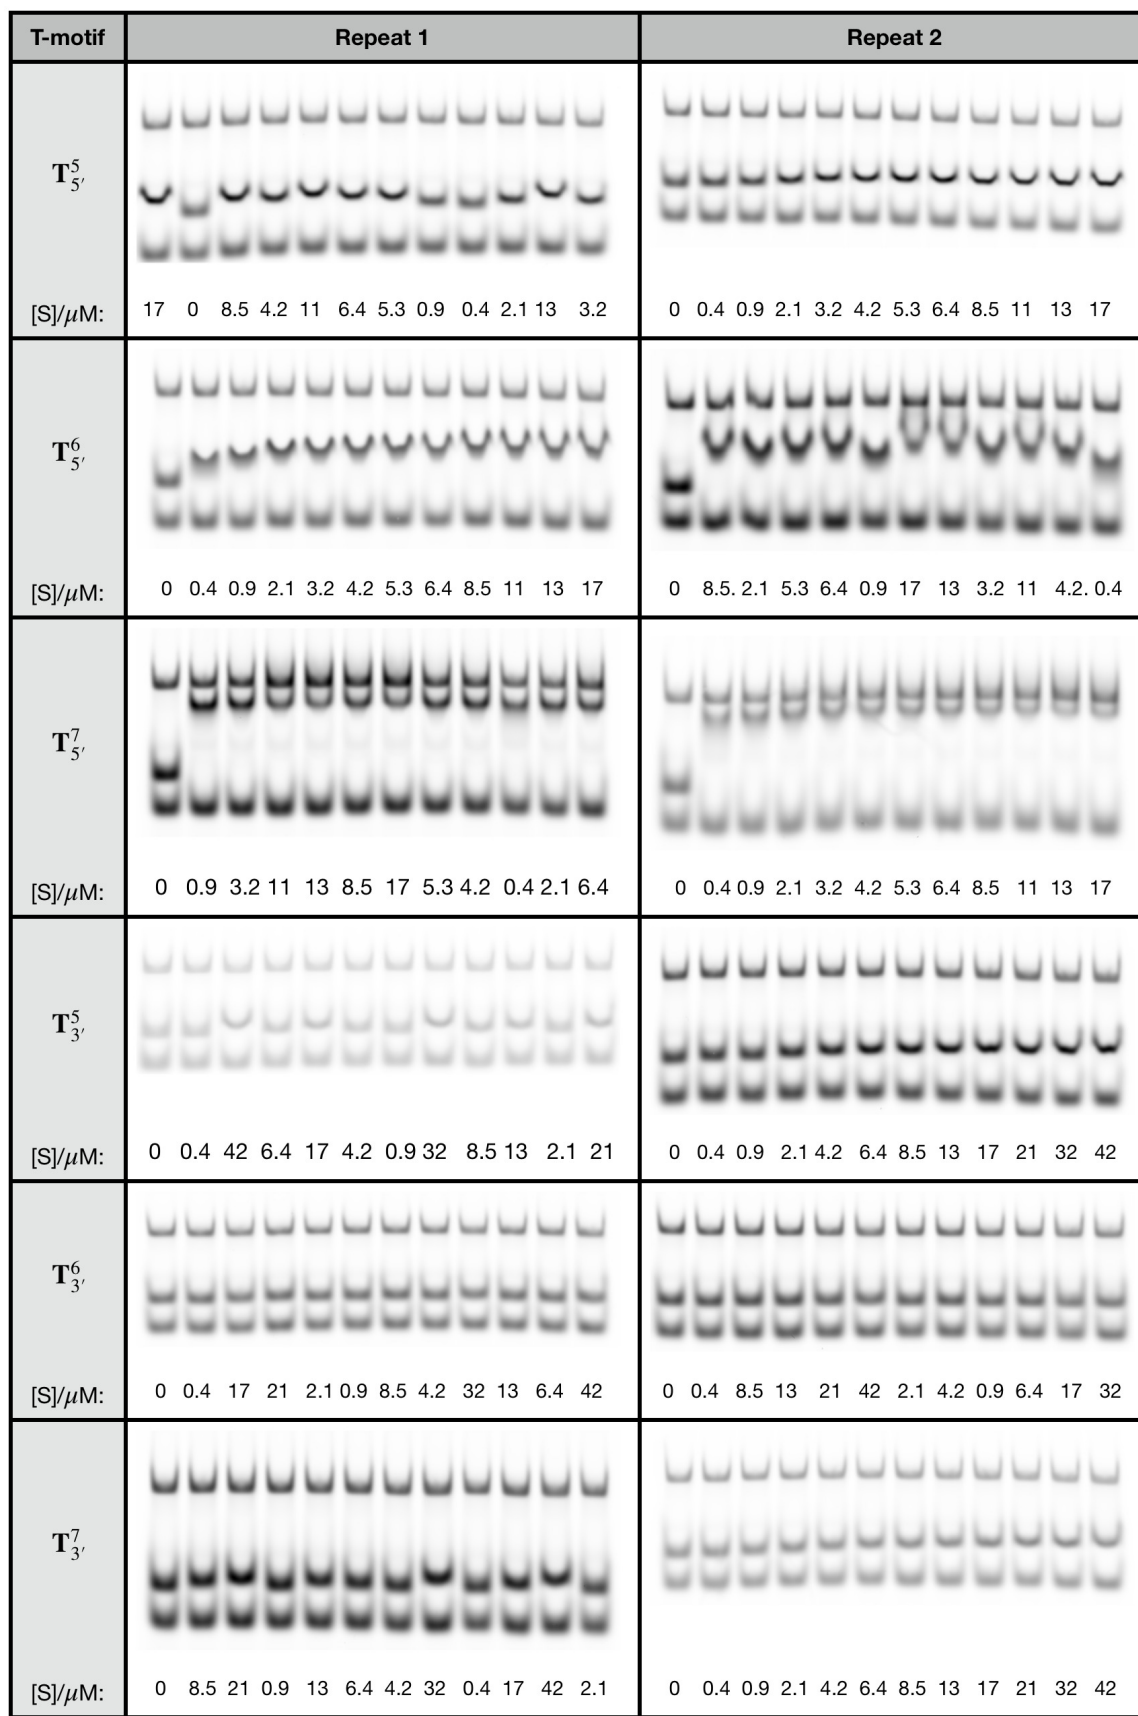 T-motif Repeat 1 Repeat 2
T⁵₅′
[S]/μM: 17 0 8.5 4.2 11 6.4 5.3 0.9 0.4 2.1 13 3.2 0 0.4 0.9 2.1 3.2 4.2 5.3 6.4 8.5 11 13 17
T⁶₅′
[S]/μM: 0 0.4 0.9 2.1 3.2 4.2 5.3 6.4 8.5 11 13 17 0 8.5. 2.1 5.3 6.4 0.9 17 13 3.2 11 4.2. 0.4
T⁷₅′
[S]/μM: 0 0.9 3.2 11 13 8.5 17 5.3 4.2 0.4 2.1 6.4 0 0.4 0.9 2.1 3.2 4.2 5.3 6.4 8.5 11 13 17
T⁵₃′
[S]/μM: 0 0.4 42 6.4 17 4.2 0.9 32 8.5 13 2.1 21 0 0.4 0.9 2.1 4.2 6.4 8.5 13 17 21 32 42
T⁶₃′
[S]/μM: 0 0.4 17 21 2.1 0.9 8.5 4.2 32 13 6.4 42 0 0.4 8.5 13 21 42 2.1 4.2 0.9 6.4 17 32
T⁷₃′
[S]/μM: 0 8.5 21 0.9 13 6.4 4.2 32 0.4 17 42 2.1 0 0.4 0.9 2.1 4.2 6.4 8.5 13 17 21 32 42